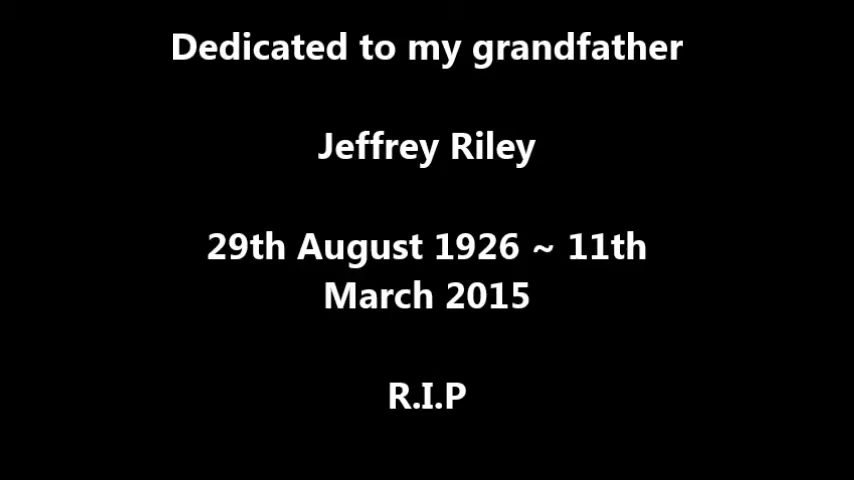 Dedicated to my grandfather
Jeffrey Riley
29th August 1926 ~ 11th
March 2015
R.I.P